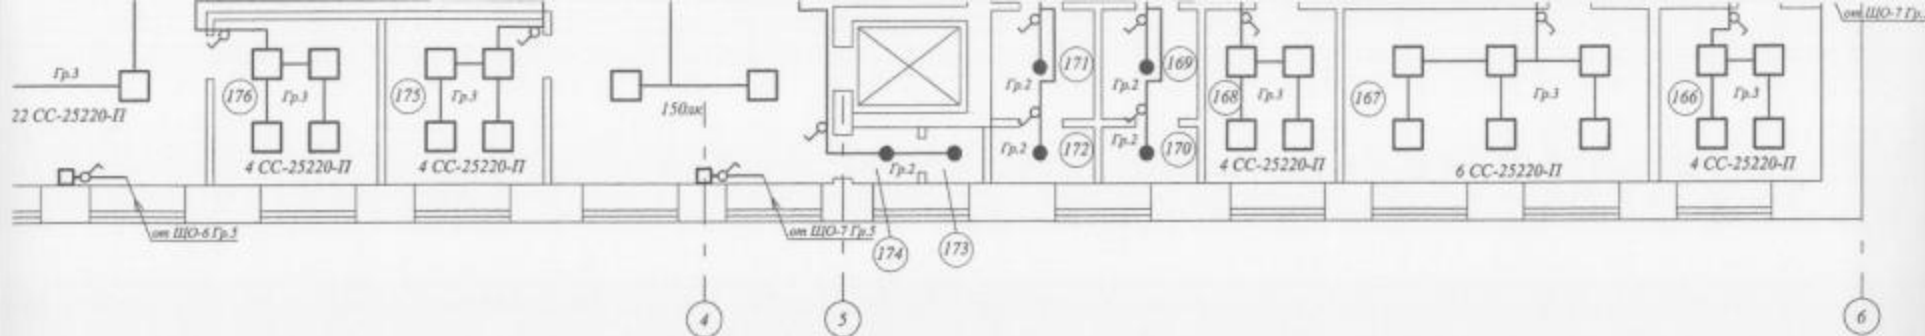 от ЩО-7 Гр.
Гр.3
22 СС-25220-П
176
Гр.3
4 СС-25220-П
175
Гр.3
4 СС-25220-П
150лк
171
Гр.2
169
Гр.2
Гр.2
172
Гр.2
170
Гр.2
168
Гр.3
4 СС-25220-П
167
Гр.3
6 СС-25220-П
166
Гр.3
4 СС-25220-П
от ЩО-6 Гр.5
от ЩО-7 Гр.5
174
173
4
5
6